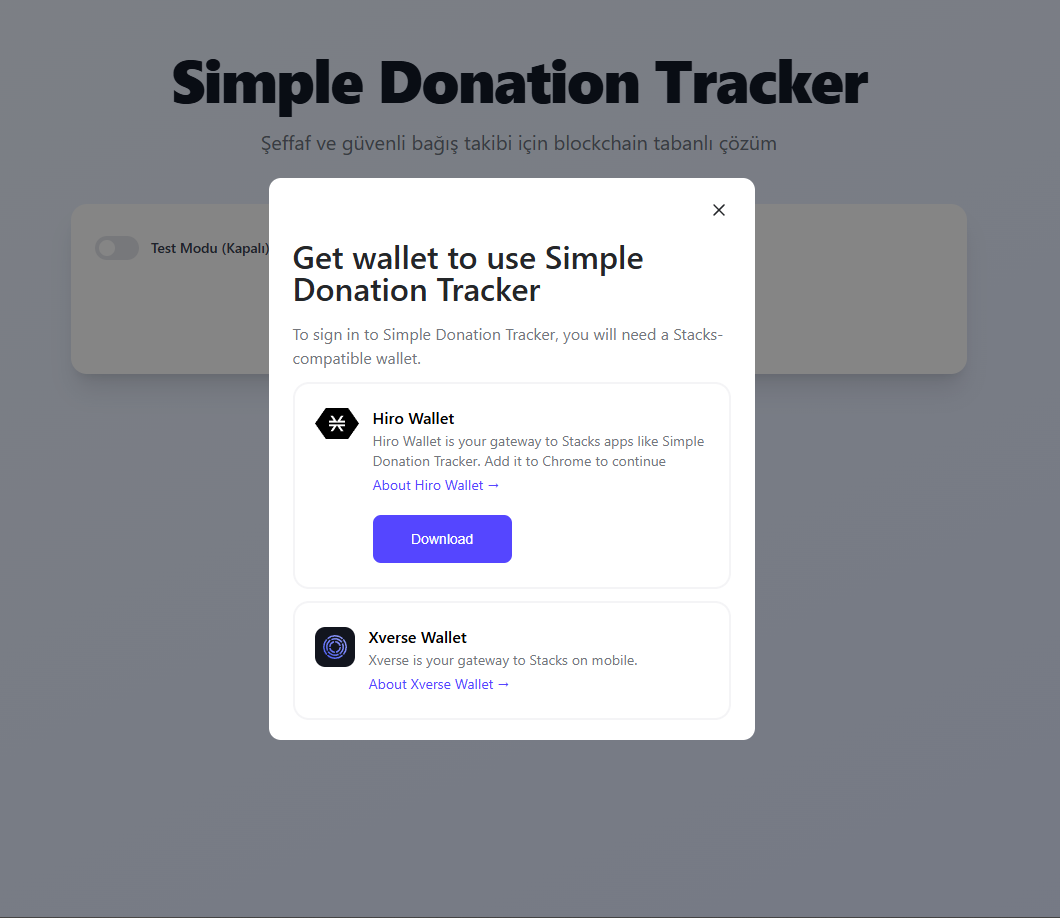 Simple Donation Tracker
Şeffaf ve güvenli bağış takibi için blockchain tabanlı çözüm
Test Modu (Kapalı)
Get wallet to use Simple
Donation Tracker
To sign in to Simple Donation Tracker, you will need a Stacks-
compatible wallet.
Hiro Wallet
Hiro Wallet is your gateway to Stacks apps like Simple
Donation Tracker. Add it to Chrome to continue
About Hiro Wallet →
Download
Xverse Wallet
Xverse is your gateway to Stacks on mobile.
About Xverse Wallet →